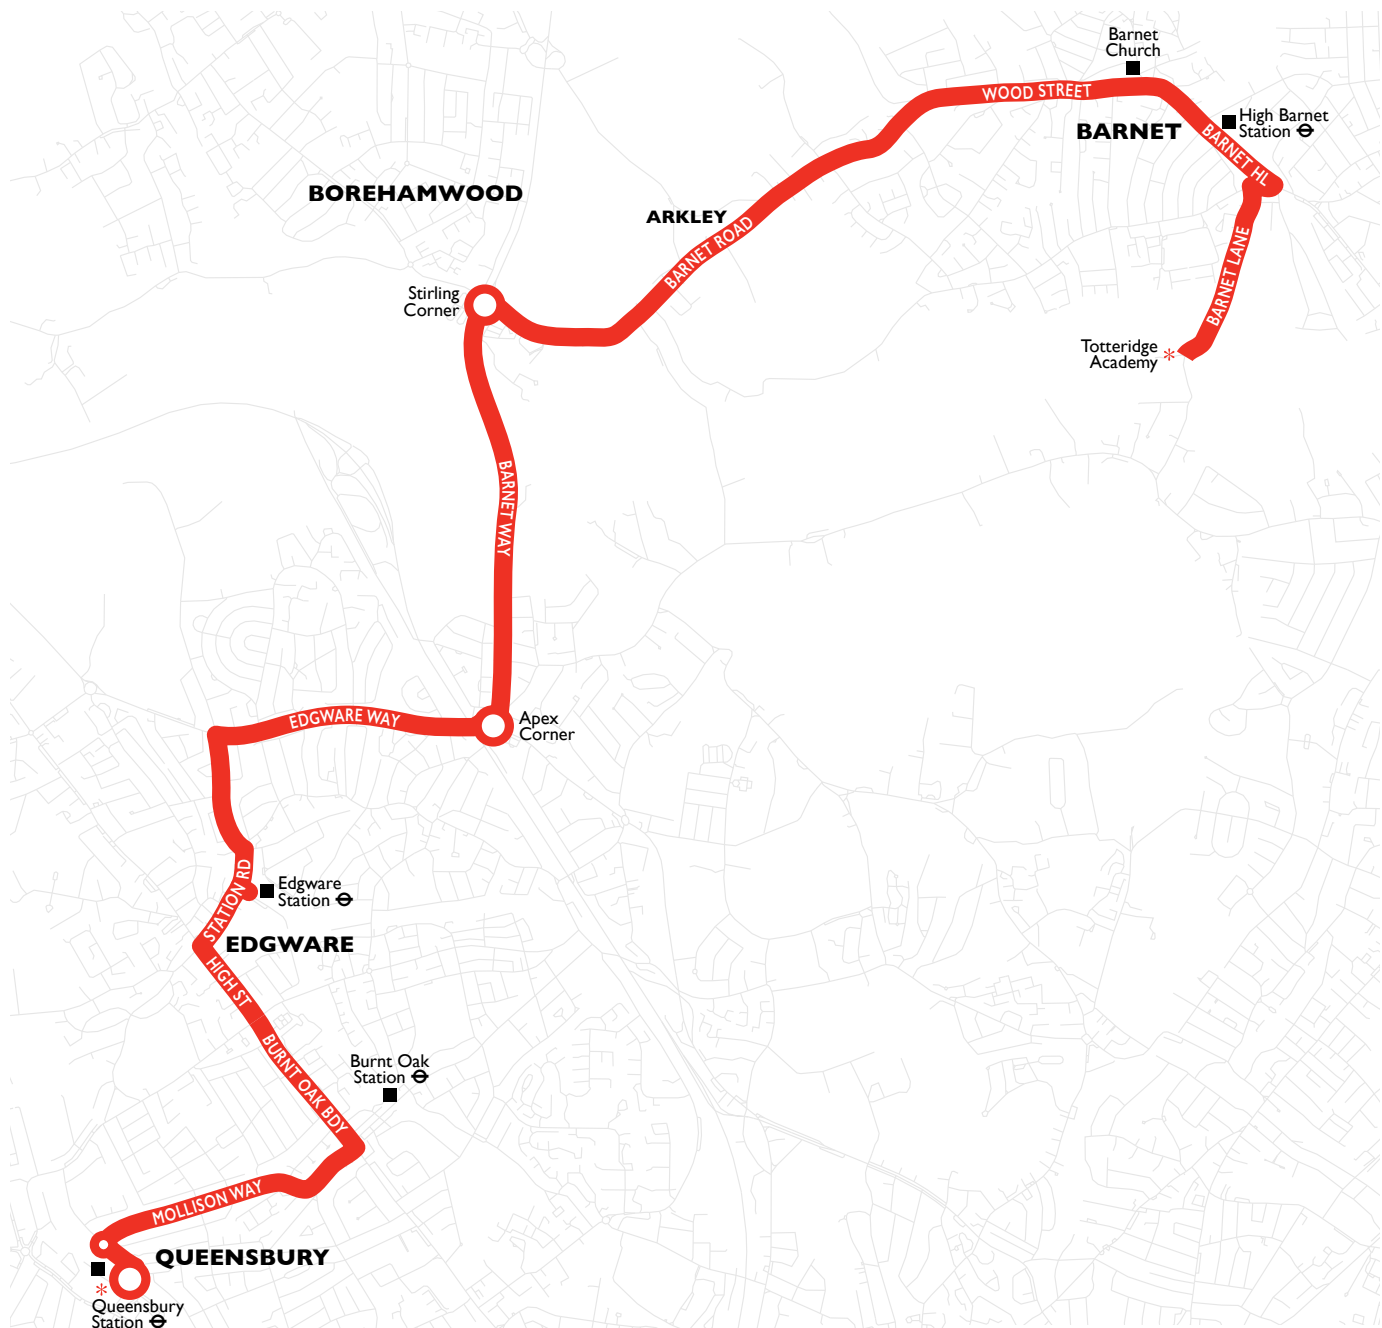 Barnet
Church
WOOD STREET
High Barnet
Station
BARNET
BARNET HL
BOREHAMWOOD
ARKLEY
BARNET ROAD
BARNET LANE
Stirling
Corner
Totteridge
Academy *
BARNET WAY
EDGWARE WAY
Apex
Corner
STATION RD
Edgware
Station
EDGWARE
HIGH ST
BURNT OAK BDY
Burnt Oak
Station
MOLLISON WAY
QUEENSBURY
*
Queensbury
Station